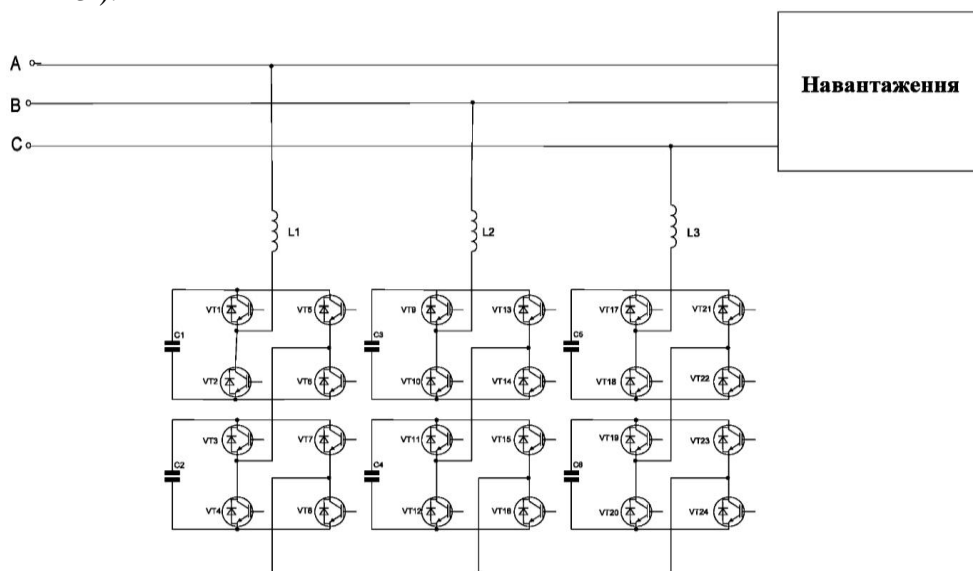 A
B
C
Навантаження
L1
L2
L3
VT1
VT5
VT9
VT13
VT17
VT21
C1
C3
C5
VT2
VT6
VT10
VT14
VT18
VT22
VT3
VT7
VT11
VT15
VT19
VT23
C2
C4
C6
VT4
VT8
VT12
VT16
VT20
VT24